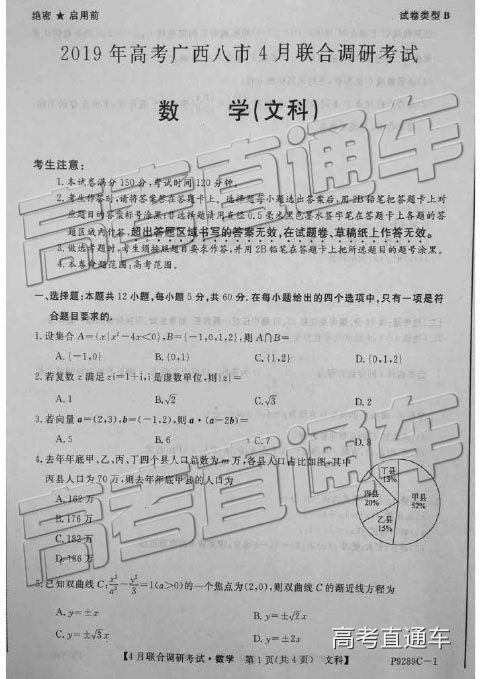 绝密★启用前
试卷类型B
2019年高考广西八市4月联合调研考试
数 学(文科)
考生注意:
1.本试卷满分150分,考试时间120分钟。
2.考生作答时,请将答案答在答题卡上。选择题每小题选出答案后,用2B铅笔把答题卡上对
应题目的答案标号涂黑;非选择题请用直径0.5毫米黑色墨水签字笔在答题卡上各题的答
题区域内作答,超出答题区域书写的答案无效,在试题卷、草稿纸上作答无效。
3.做选考题时,考生须按照题目要求作答,并用2B铅笔在答题卡上把所选题目的题号涂黑。
4.本卷命题范围:高考范围。
一、选择题:本题共12小题,每小题5分,共60分.在每小题给出的四个选项中,只有一项是符
合题目要求的.
1.设集合A={x|x²-4x<0},B={-1,0,1,2},则A∩B=
A.{-1,0} B.{0,1} C.{1,2} D.{0,1,2}
2.若复数z满足zi=1+i,i是虚数单位,则|z|=
A.1 B.√2 C.√3 D.2
3.若向量a=(2,3),b=(-1,2),则a·(a-2b)=
A.5 B.6 C.7 D.8
4.去年年底甲、乙、丙、丁四个县人口总数为m万,各县人口占比如图.其中
丙县人口为70万,则去年年底甲县的人口为
A.162万
B.176万
C.182万
D.186万
丁县
13%
丙县
20%
甲县
52%
乙县
15%
5.已知双曲线C:x²/a²-y²/3=1(a>0)的一个焦点为(2,0),则双曲线C的渐近线方程为
A.y=±x B.y=±√2x
C.y=±√3x D.y=±2x
【4月联合调研考试·数学 第1页(共4页) 文科】
P9289C-1
高考直通车
高考直通车
高考直通车
高考直通车